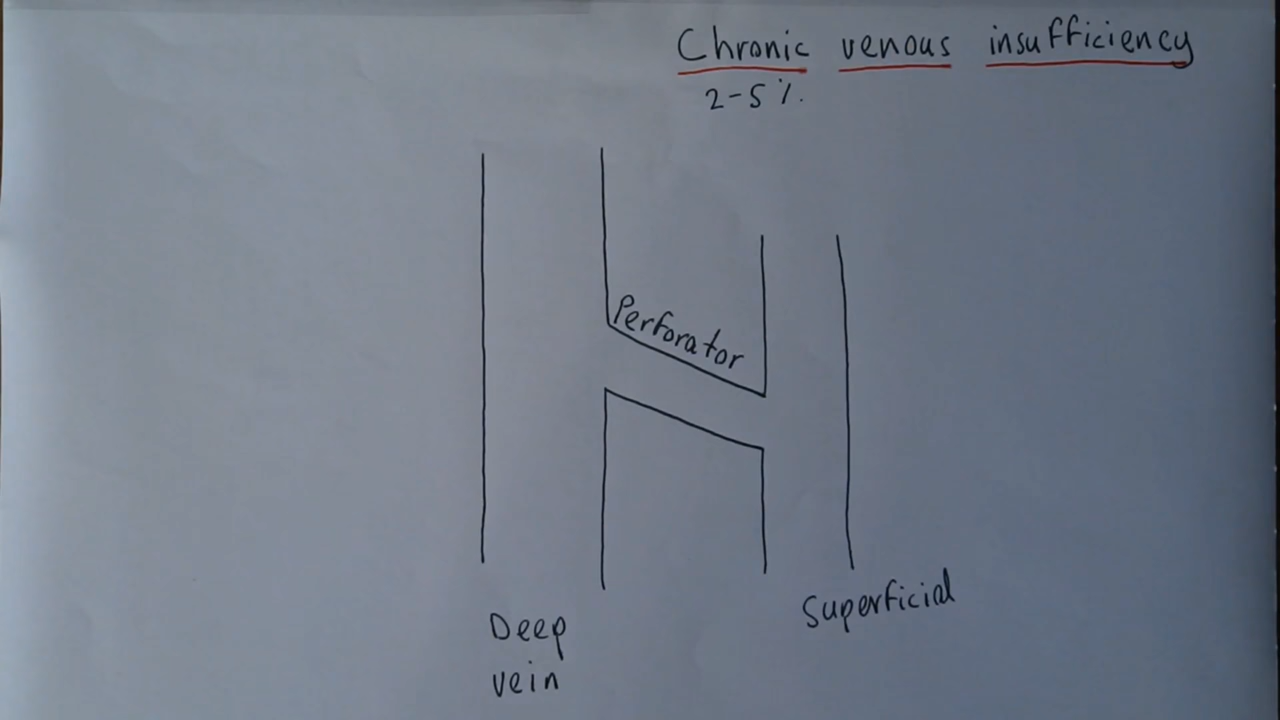 Chronic venous insufficiency
2-5%.
Perforator
Superficial
Deep
vein